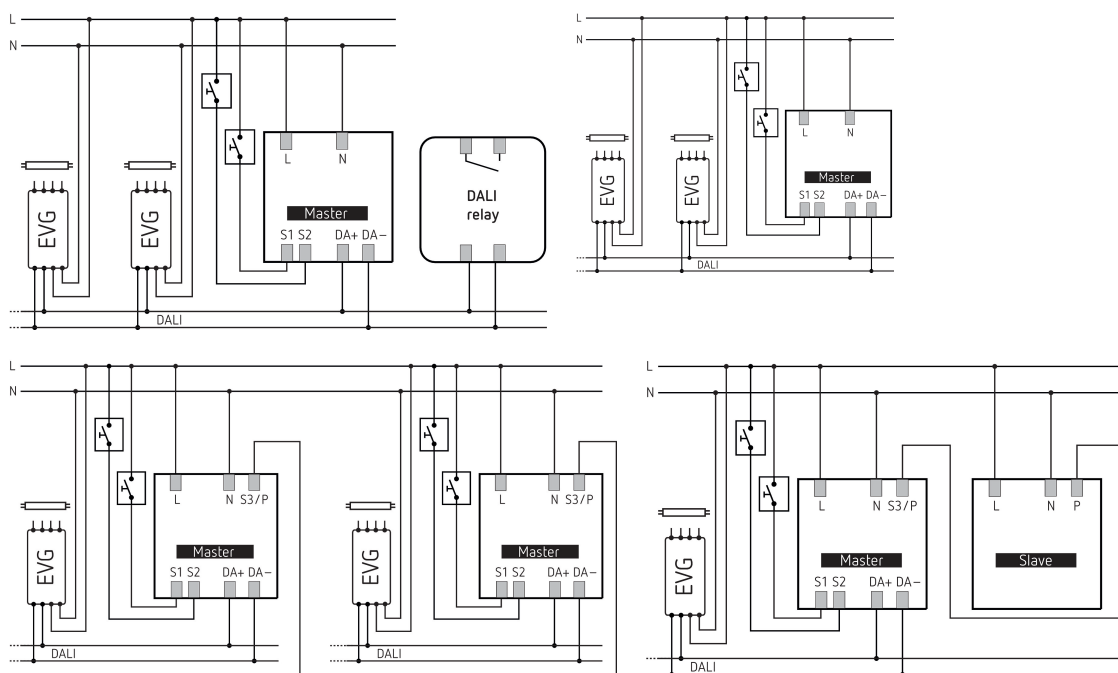 L
N
EVG
EVG
L N
Master
S1 S2 DA+ DA−
DALI
relay
DALI
L
N
EVG
EVG
L N
Master
S1 S2 DA+ DA−
DALI
L
N
EVG
L N S3/P
Master
S1 S2 DA+ DA−
DALI
EVG
L N S3/P
Master
S1 S2 DA+ DA−
DALI
L
N
EVG
L N S3/P
Master
S1 S2 DA+ DA−
L N P
Slave
DALI